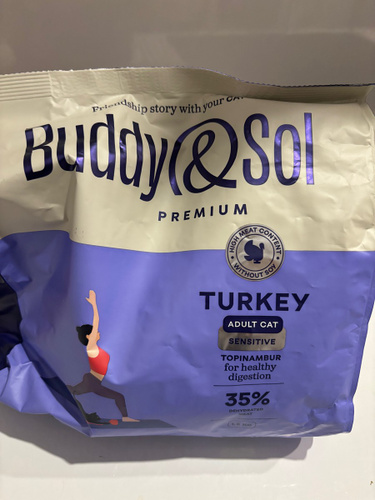 Friendship story with your CAT
Buddy & Sol
PREMIUM
HIGH MEAT CONTENT
WITHOUT SOY
TURKEY
ADULT CAT
SENSITIVE
TOPINAMBUR
for healthy
digestion
35%